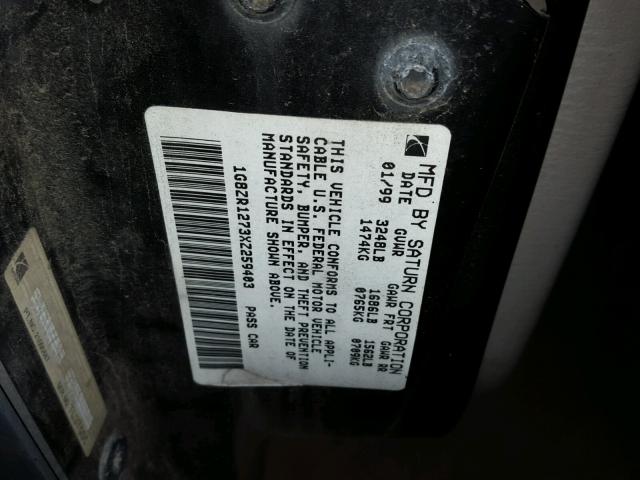 MFD BY SATURN CORPORATION
DATE GVWR GAWR FRT GAWR RR
01/99 3248LB 1686LB 1562LB
1474KG 0765KG 0709KG
THIS VEHICLE CONFORMS TO ALL APPLI-
CABLE U.S. FEDERAL MOTOR VEHICLE
SAFETY, BUMPER, AND THEFT PREVENTION
STANDARDS IN EFFECT ON THE DATE OF
MANUFACTURE SHOWN ABOVE.
1G8ZR1273X2259403 PASS CAR